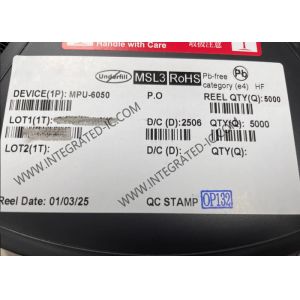 Handle with Care
Underfill MSL3 RoHS Pb-free category (e4) HF Pb
DEVICE(1P): MPU-6050 P.O REEL QTY(Q): 5000
LOT1(1T): D/C (D): 2506 QTY(Q): 5000
LOT2(1T): D/C (D): QTY(Q):
Reel Date: 01/03/25 QC STAMP OP132
WWW.INTEGRATED-IC.COM
WWW.INTEGRATED-IC.COM